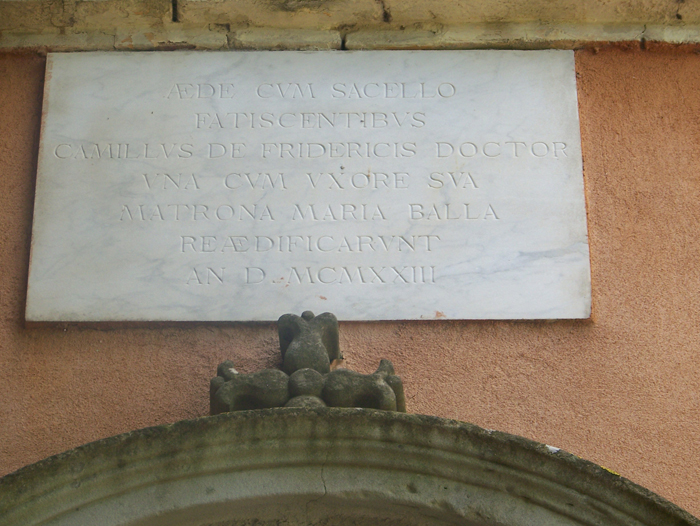 ÆDE CVM SACELLO
FATISCENTIBVS
CAMILLVS DE FRIDERICIS DOCTOR
VNA CVM VXORE SVA
MATRONA MARIA BALLA
REÆDIFICARVNT
AN D MCMXXIII